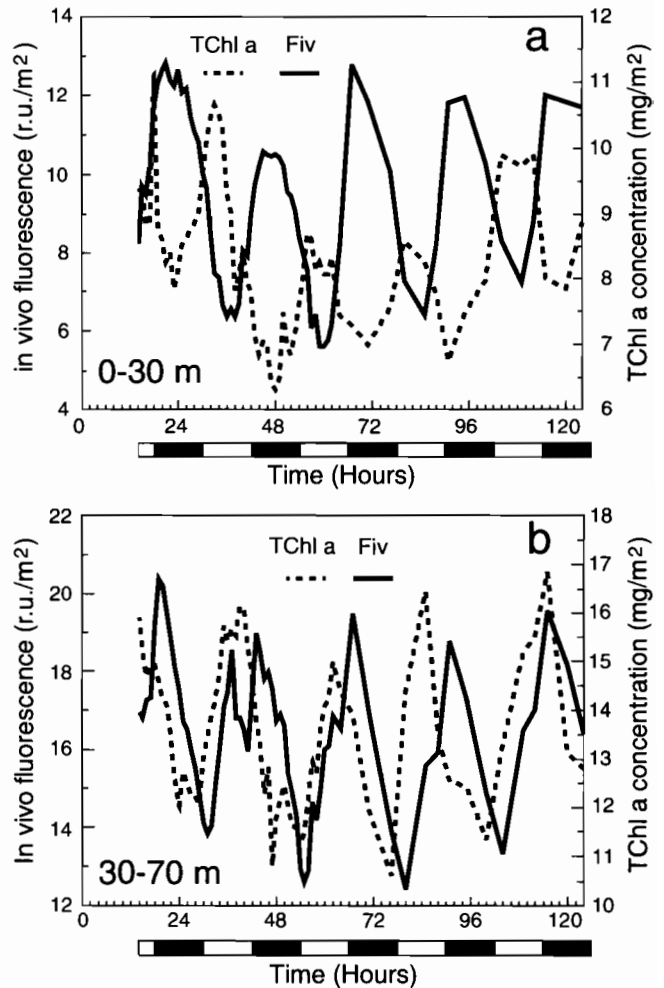 a
TChl a Fiv
14
12
10
8
6
4
in vivo fluorescence (r.u./m²)
12
11
10
9
8
7
6
TChl a concentration (mg/m²)
0-30 m
0 24 48 72 96 120
Time (Hours)
b
TChl a Fiv
22
20
18
16
14
12
In vivo fluorescence (r.u./m²)
18
17
16
15
14
13
12
11
10
TChl a concentration (mg/m²)
30-70 m
0 24 48 72 96 120
Time (Hours)